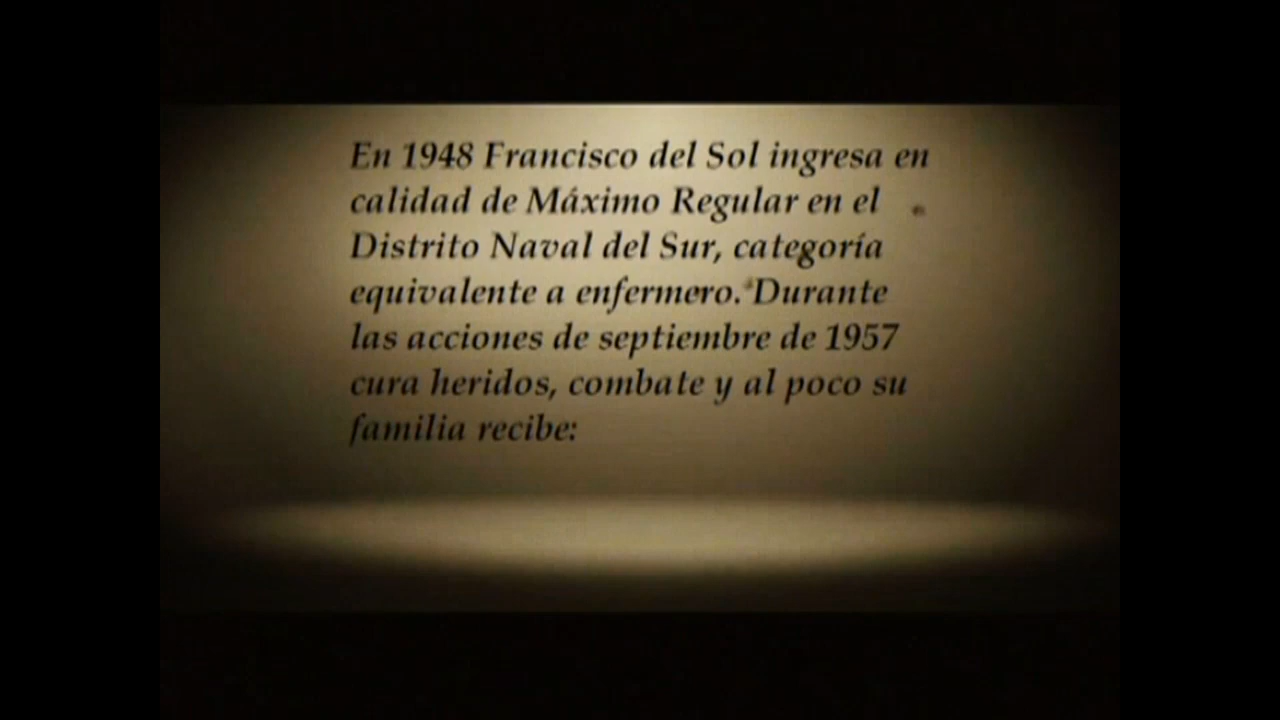 En 1948 Francisco del Sol ingresa en
calidad de Máximo Regular en el
Distrito Naval del Sur, categoría
equivalente a enfermero. Durante
las acciones de septiembre de 1957
cura heridos, combate y al poco su
familia recibe: